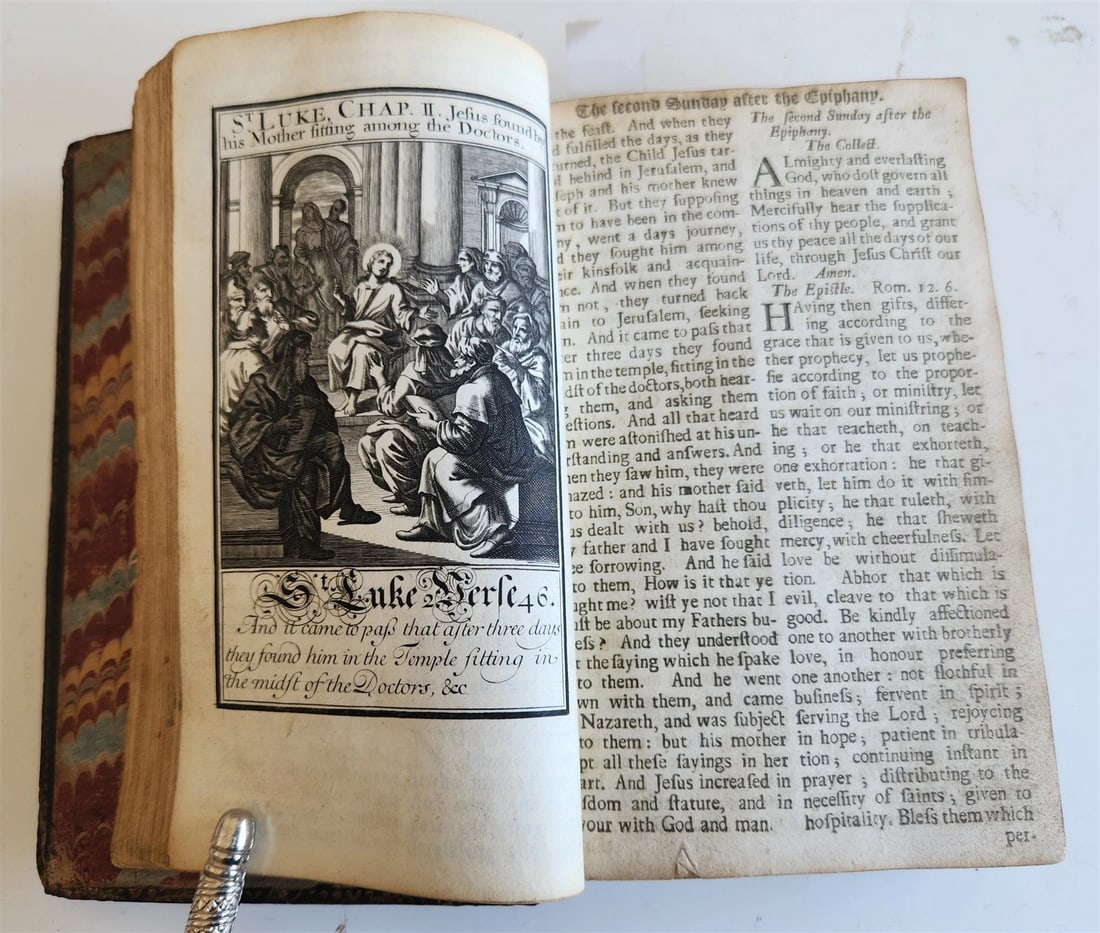 St LUKE, CHAP. II. Jeſus found by
his Mother ſitting among the Doctors.
St Luke 2 Verſe 46.
And it came to paß that after three days
they found him in the Temple ſitting in
the midſt of the Doctors, &c
The ſecond Sunday after the Epiphany.
the feaſt. And when they
fulfilled the days, as they
the Child Jeſus tar-
behind in Jeruſalem, and
and his mother knew
of it. But they ſuppoſing
to have been in the com-
went a days journey,
they ſought him among
kinsfolk and acquain-
And when they found
not, they turned back
to Jeruſalem, ſeeking
And it came to paſs that
three days they found
in the temple, ſitting in the
of the doctors, both hear-
them, and asking them
And all that heard
were aſtoniſhed at his un-
and anſwers. And
they ſaw him, they were
and his mother ſaid
to him, Son, why haſt thou
dealt with us? behold,
father and I have ſought
ſorrowing. And he ſaid
to them, How is it that ye
me? wiſt ye not that I
be about my Fathers bu-
And they underſtood
the ſaying which he ſpake
to them. And he went
with them, and came
Nazareth, and was ſubject
to them: but his mother
all theſe ſayings in her
And Jeſus increaſed in
and ſtature, and in
with God and man.
The ſecond Sunday after the
Epiphany.
The Collect.
ALmighty and everlaſting
God, who doſt govern all
things in heaven and earth;
Mercifully hear the ſupplica-
tions of thy people, and grant
us thy peace all the days of our
life, through Jeſus Chriſt our
Lord. Amen.
The Epiſtle. Rom. 12. 6.
HAving then gifts, differ-
ing according to the
grace that is given to us, whe-
ther prophecy, let us prophe-
ſie according to the propor-
tion of faith; or miniſtry, let
us wait on our miniſtring; or
he that teacheth, on teach-
ing; or he that exhorteth,
one exhortation: he that gi-
veth, let him do it with ſim-
plicity; he that ruleth, with
diligence; he that ſheweth
mercy, with cheerfulneſs. Let
love be without diſſimula-
tion. Abhor that which is
evil, cleave to that which is
good. Be kindly affectioned
one to another with brotherly
love, in honour preferring
one another: not ſlothful in
buſineſs; fervent in ſpirit;
ſerving the Lord; rejoycing
in hope; patient in tribula-
tion; continuing inſtant in
prayer; diſtributing to the
neceſſity of ſaints; given to
hoſpitality. Bleſs them which
per-